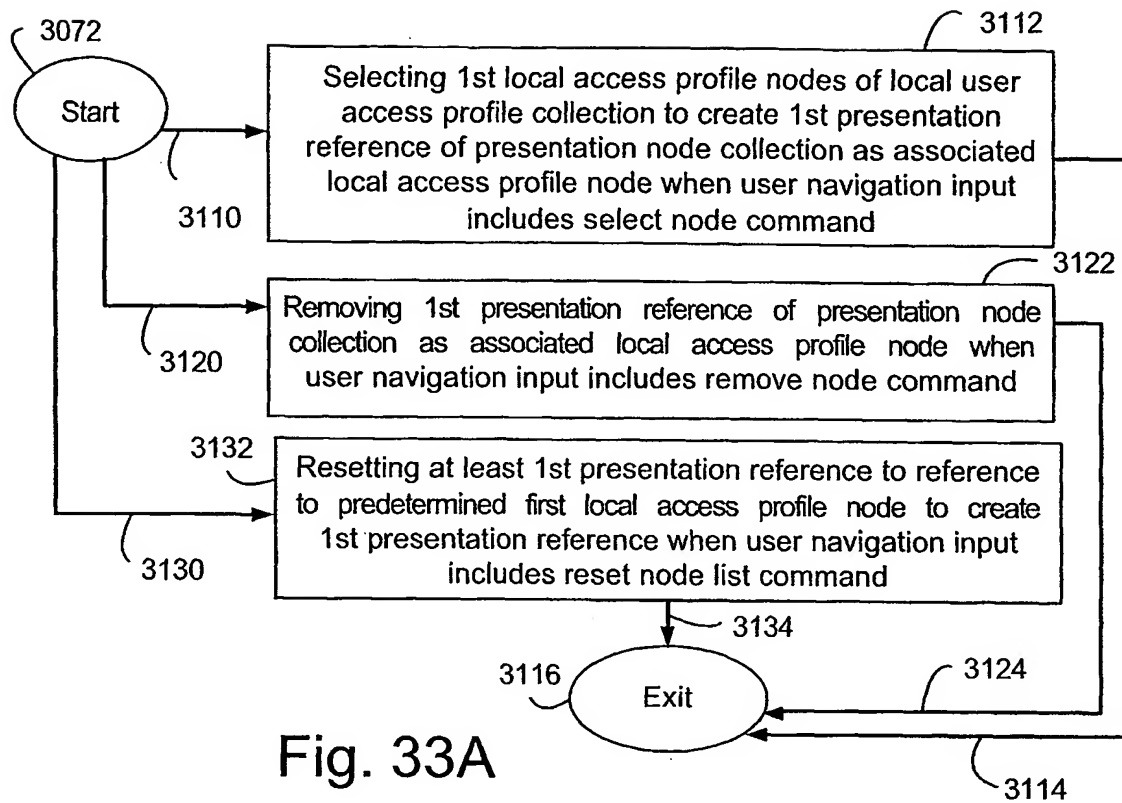 3072
Start
3110
3112
Selecting 1st local access profile nodes of local user
access profile collection to create 1st presentation
reference of presentation node collection as associated
local access profile node when user navigation input
includes select node command
3120
3122
Removing 1st presentation reference of presentation node
collection as associated local access profile node when
user navigation input includes remove node command
3132
Resetting at least 1st presentation reference to reference
to predetermined first local access profile node to create
1st presentation reference when user navigation input
includes reset node list command
3130
3134
3116
Exit
3124
3114
Fig. 33A